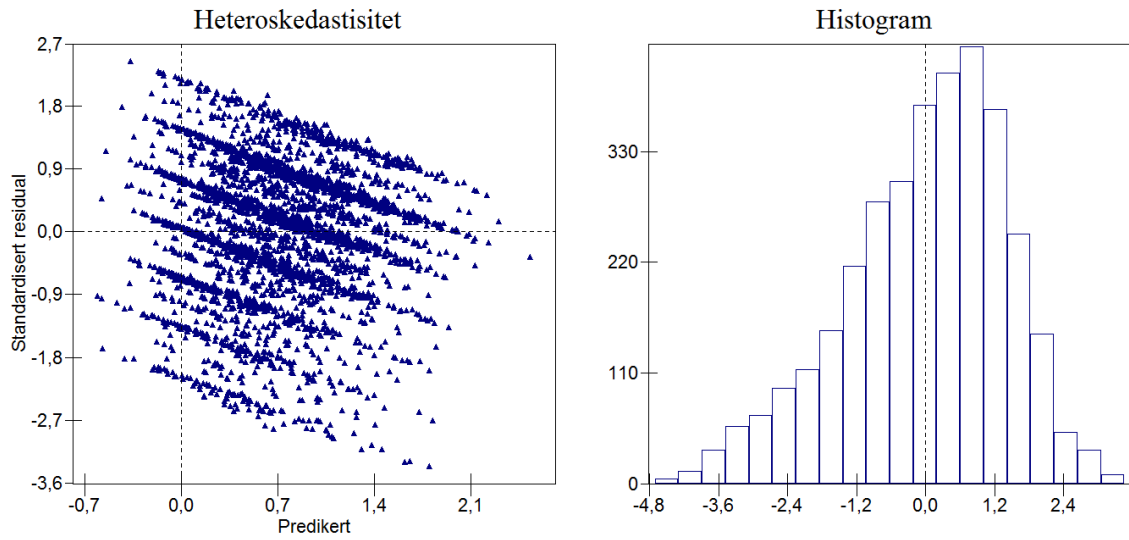 Heteroskedastisitet
2,7
1,8
0,9
0,0
-0,9
-1,8
-2,7
-3,6
Standardisert residual
-0,7 0,0 0,7 1,4 2,1
Predikert
Histogram
330
220
110
0
-4,8 -3,6 -2,4 -1,2 0,0 1,2 2,4